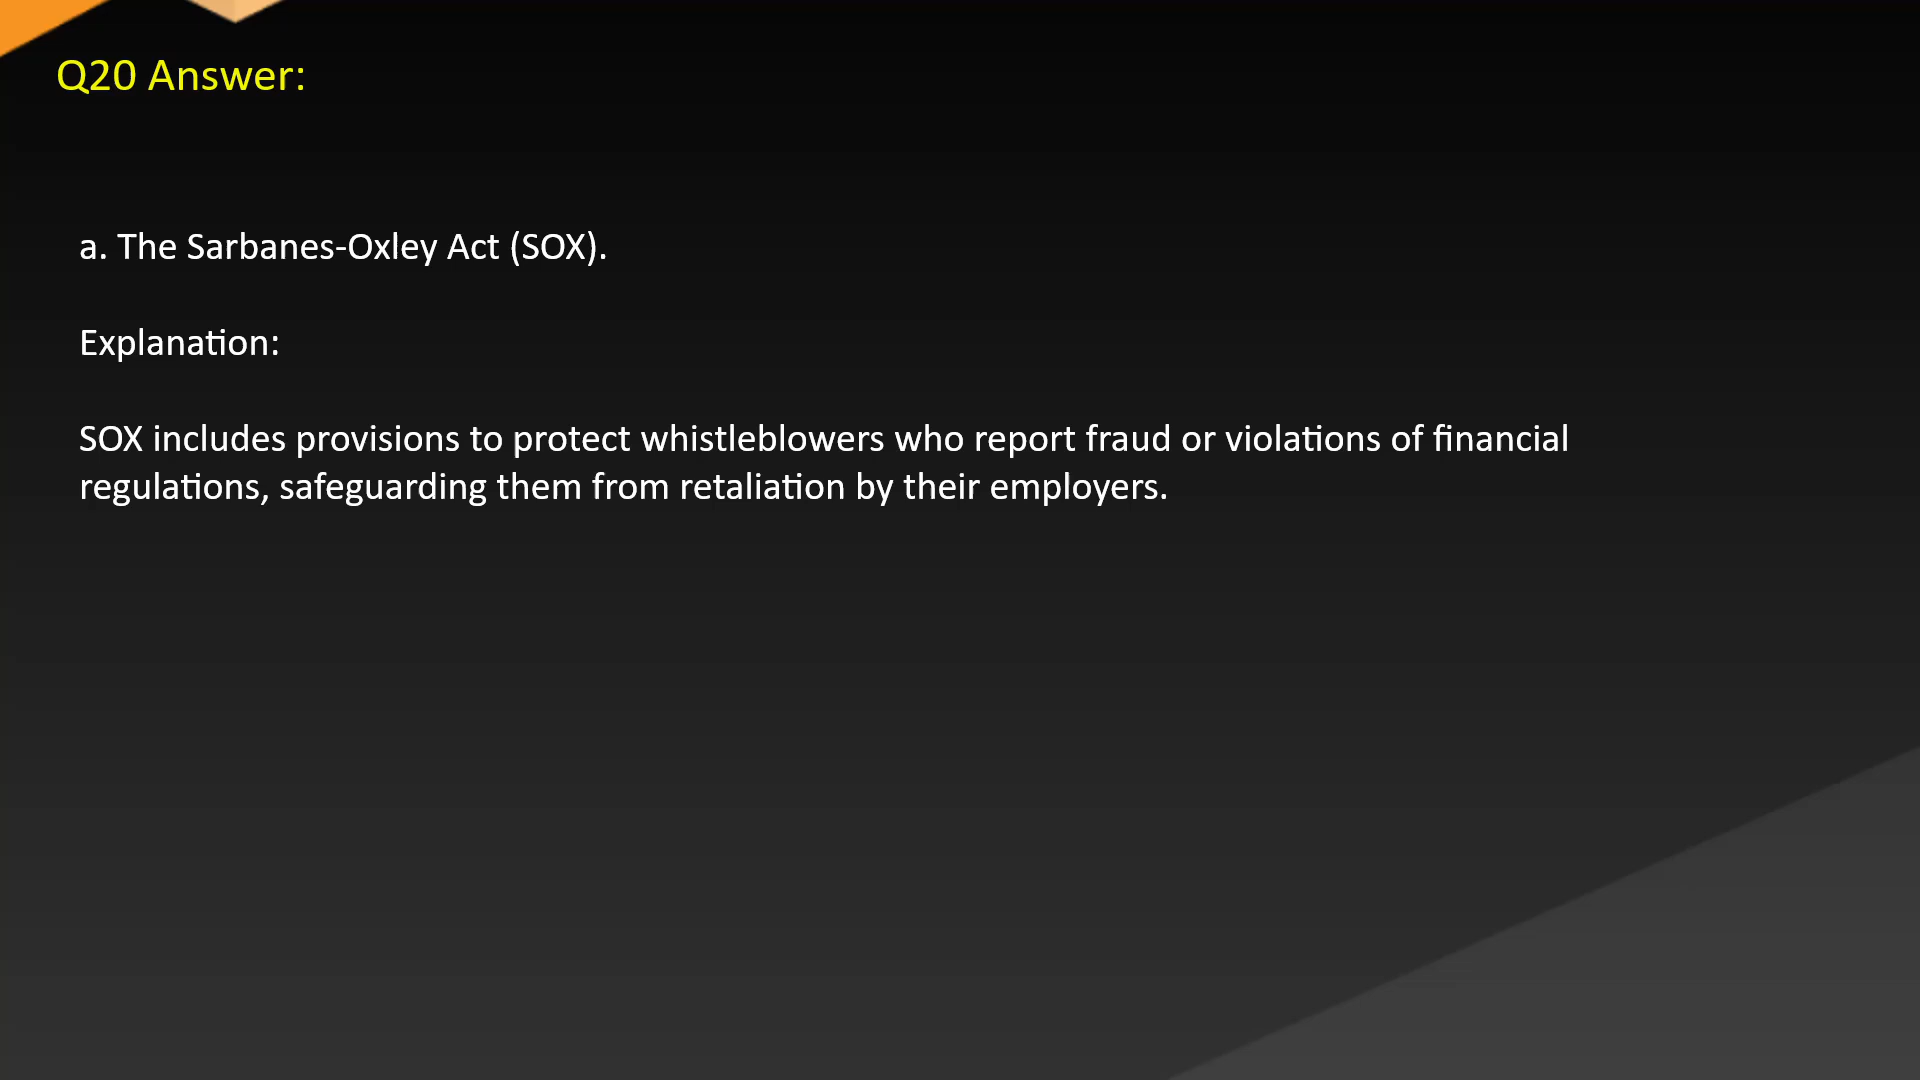 Q20 Answer:
a. The Sarbanes-Oxley Act (SOX).
Explanation:
SOX includes provisions to protect whistleblowers who report fraud or violations of financial
regulations, safeguarding them from retaliation by their employers.